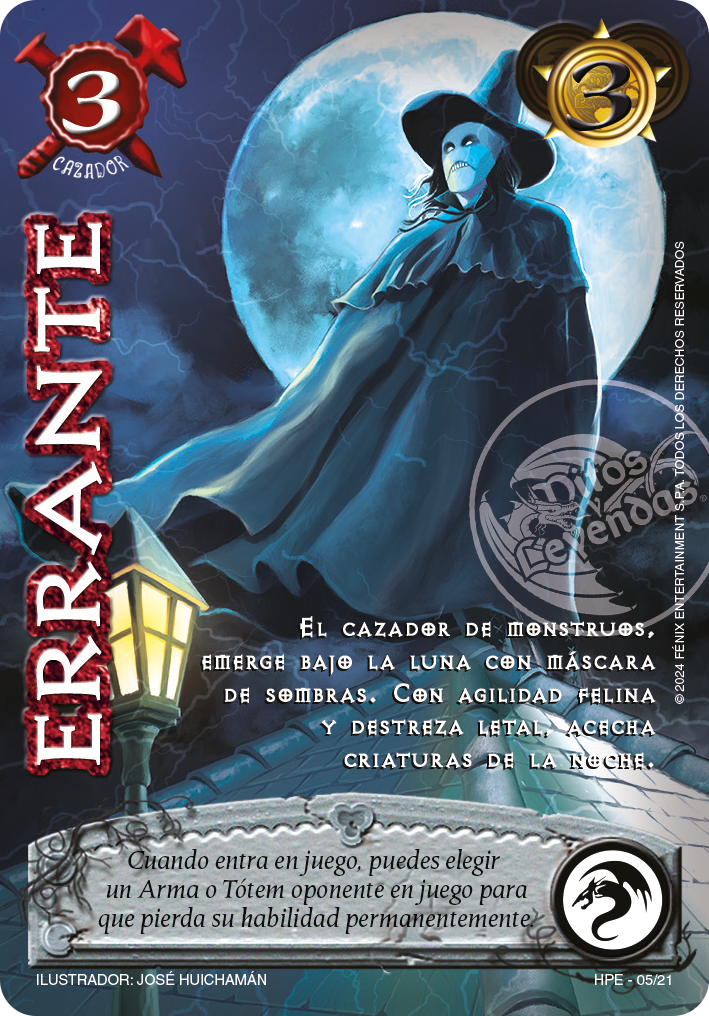 3
CAZADOR
3
ERRANTE
Mitos
y
Leyendas
®
EL CAZADOR DE MONSTRUOS,
EMERGE BAJO LA LUNA CON MÁSCARA
DE SOMBRAS. CON AGILIDAD FELINA
Y DESTREZA LETAL, ACECHA
CRIATURAS DE LA NOCHE.
© 2024 FÉNIX ENTERTAINMENT S.P.A. TODOS LOS DERECHOS RESERVADOS
Cuando entra en juego, puedes elegir
un Arma o Tótem oponente en juego para
que pierda su habilidad permanentemente.
ILUSTRADOR: JOSÉ HUICHAMÁN
HPE - 05/21